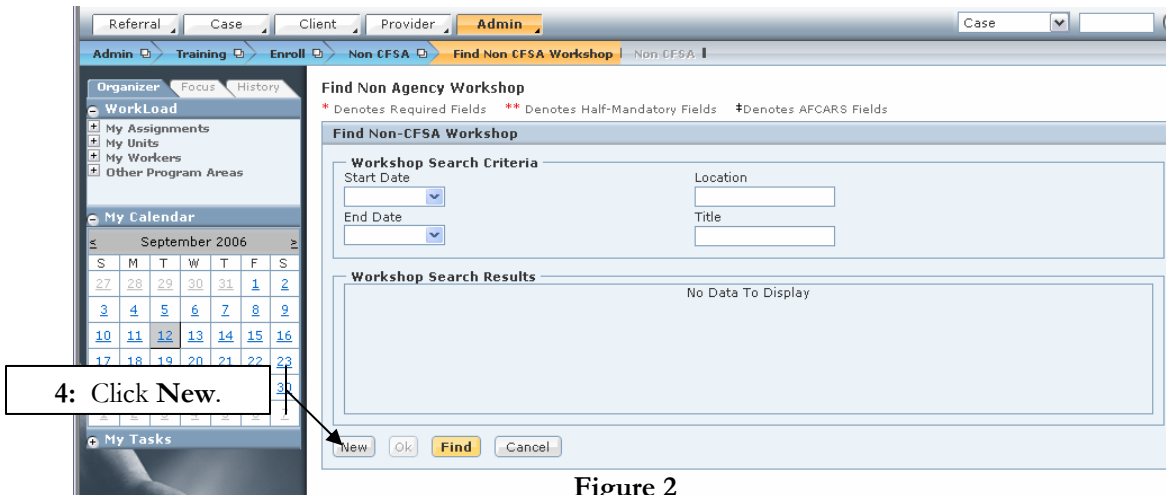 Referral Case Client Provider Admin Case
Admin Training Enroll Non CFSA Find Non CFSA Workshop Non CFSA
Organizer Focus History
WorkLoad
My Assignments
My Units
My Workers
Other Program Areas
My Calendar
≤ September 2006 ≥
S M T W T F S
27 28 29 30 31 1 2
3 4 5 6 7 8 9
10 11 12 13 14 15 16
17 18 19 20 21 22 23
30
My Tasks
Find Non Agency Workshop
* Denotes Required Fields ** Denotes Half-Mandatory Fields ‡Denotes AFCARS Fields
Find Non-CFSA Workshop
Workshop Search Criteria
Start Date Location
End Date Title
Workshop Search Results
No Data To Display
4: Click New.
New Ok Find Cancel
Figure 2